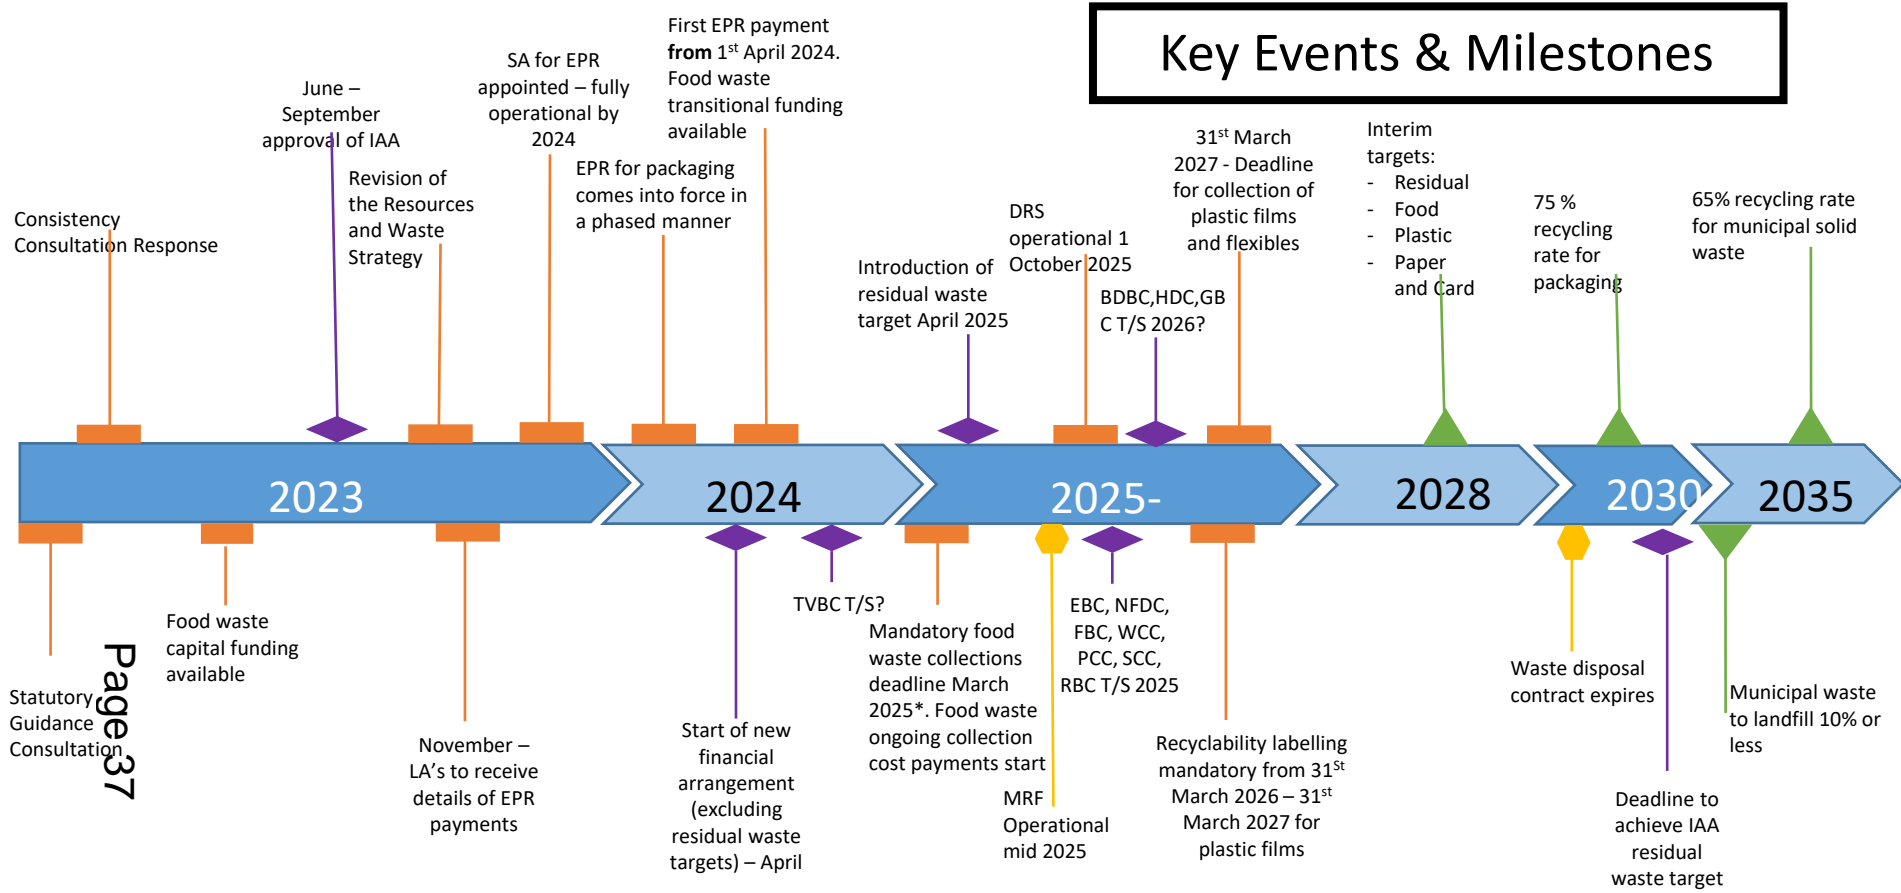 Key Events & Milestones
Consistency
Consultation Response
June –
September
approval of IAA
Revision of
the Resources
and Waste
Strategy
SA for EPR
appointed – fully
operational by
2024
EPR for packaging
comes into force in
a phased manner
First EPR payment
from 1st April 2024.
Food waste
transitional funding
available
Introduction of
residual waste
target April 2025
DRS
operational 1
October 2025
BDBC,HDC,GB
C T/S 2026?
31st March
2027 - Deadline
for collection of
plastic films
and flexibles
Interim
targets:
- Residual
- Food
- Plastic
- Paper
and Card
75 %
recycling
rate for
packaging
65% recycling rate
for municipal solid
waste
2023
2024
2025-
2028
2030
2035
Statutory
Guidance
Consultation
Page 37
Food waste
capital funding
available
November –
LA's to receive
details of EPR
payments
Start of new
financial
arrangement
(excluding
residual waste
targets) – April
TVBC T/S?
Mandatory food
waste collections
deadline March
2025*. Food waste
ongoing collection
cost payments start
MRF
Operational
mid 2025
EBC, NFDC,
FBC, WCC,
PCC, SCC,
RBC T/S 2025
Recyclability labelling
mandatory from 31St
March 2026 – 31st
March 2027 for
plastic films
Waste disposal
contract expires
Deadline to
achieve IAA
residual
waste target
Municipal waste
to landfill 10% or
less